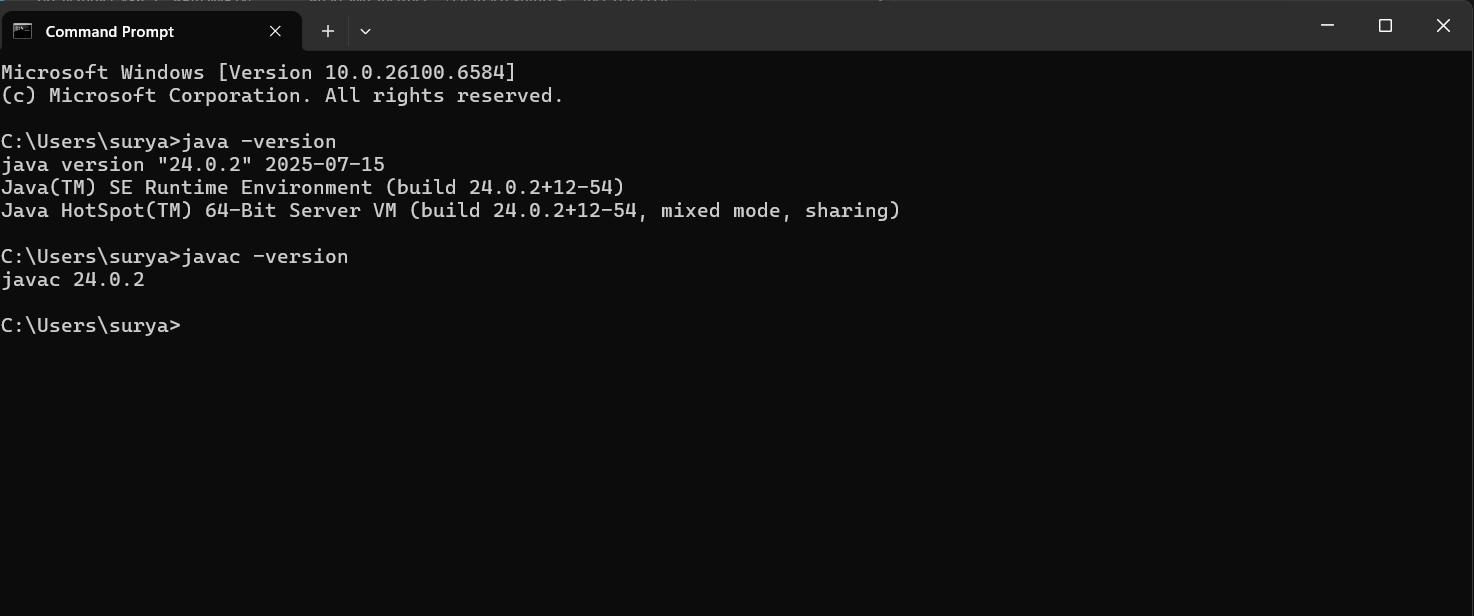 Command Prompt
Microsoft Windows [Version 10.0.26100.6584]
(c) Microsoft Corporation. All rights reserved.
C:\Users\surya>java -version
java version "24.0.2" 2025-07-15
Java(TM) SE Runtime Environment (build 24.0.2+12-54)
Java HotSpot(TM) 64-Bit Server VM (build 24.0.2+12-54, mixed mode, sharing)
C:\Users\surya>javac -version
javac 24.0.2
C:\Users\surya>